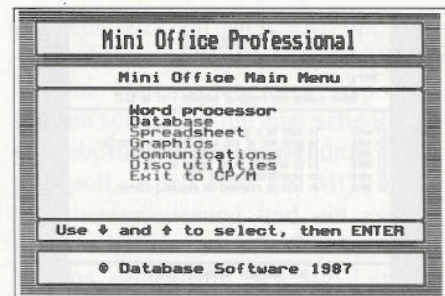 Mini Office Professional
Mini Office Main Menu
Word processor
Database
Spreadsheet
Graphics
Communications
Disc utilities
Exit to CP/M
Use ↓ and ↑ to select, then ENTER
© Database Software 1987